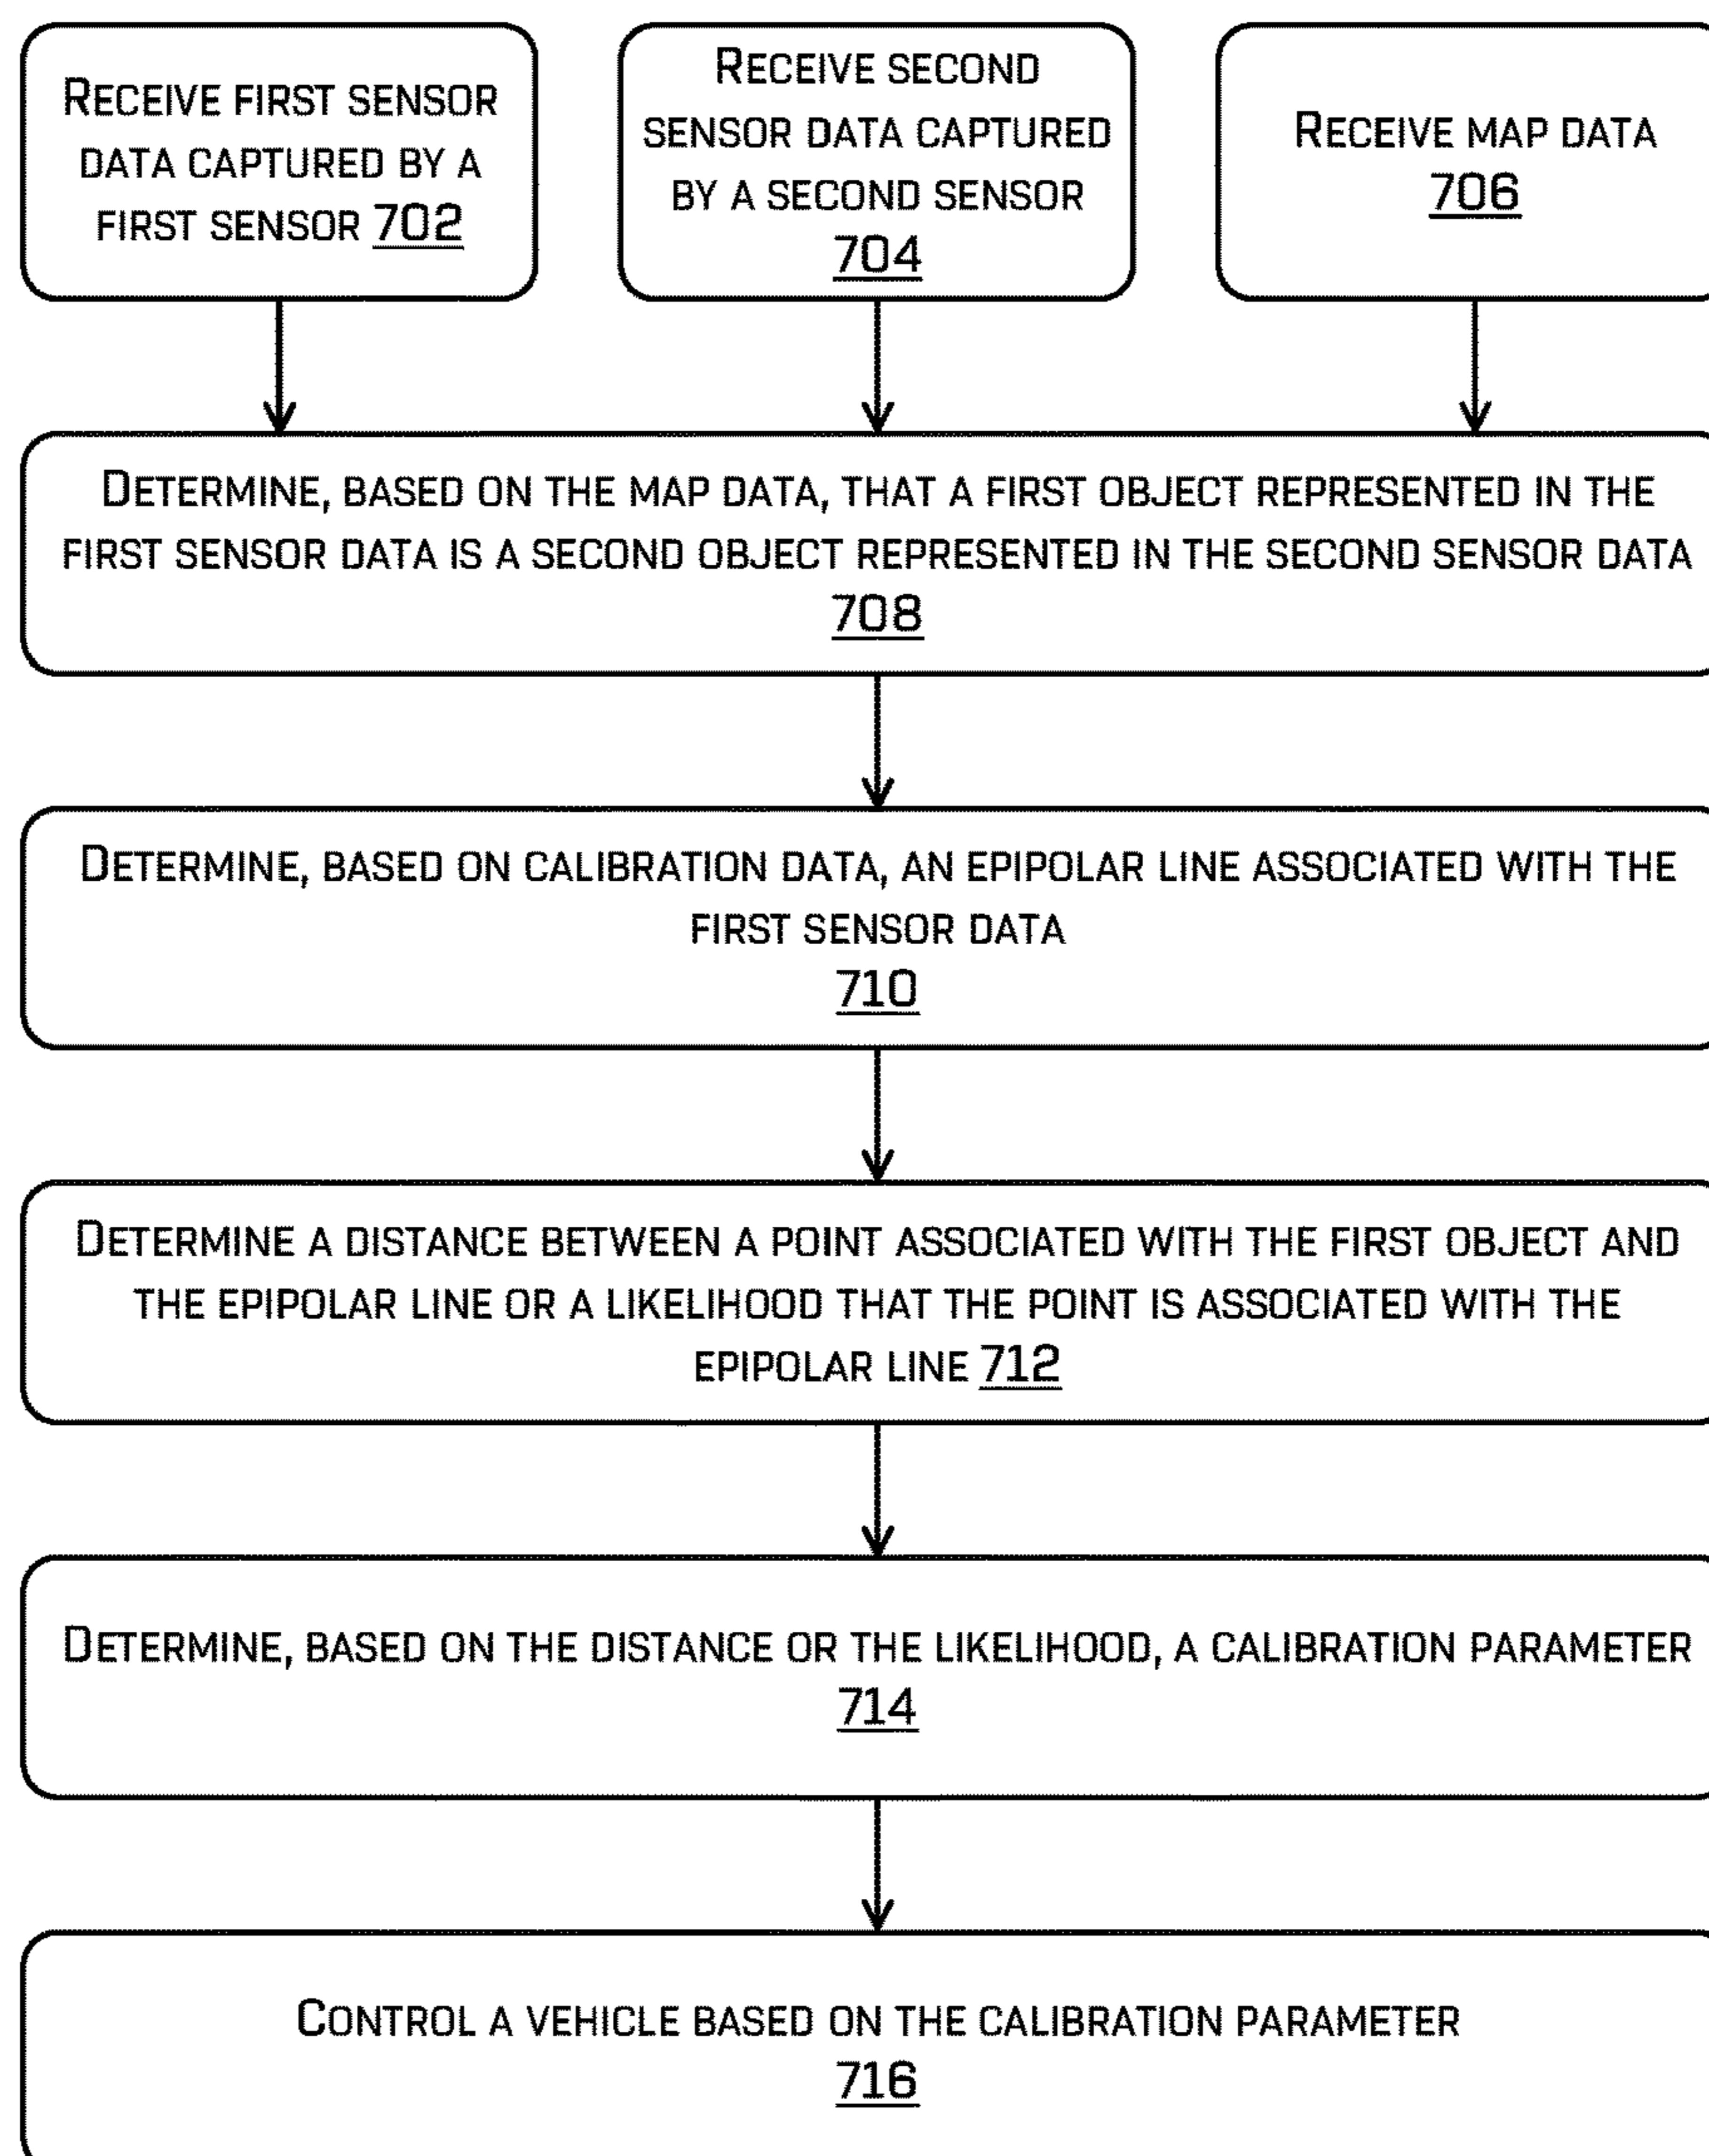 RECEIVE FIRST SENSOR
DATA CAPTURED BY A
FIRST SENSOR 702
RECEIVE SECOND
SENSOR DATA CAPTURED
BY A SECOND SENSOR
704
RECEIVE MAP DATA
706
DETERMINE, BASED ON THE MAP DATA, THAT A FIRST OBJECT REPRESENTED IN THE
FIRST SENSOR DATA IS A SECOND OBJECT REPRESENTED IN THE SECOND SENSOR DATA
708
DETERMINE, BASED ON CALIBRATION DATA, AN EPIPOLAR LINE ASSOCIATED WITH THE
FIRST SENSOR DATA
710
DETERMINE A DISTANCE BETWEEN A POINT ASSOCIATED WITH THE FIRST OBJECT AND
THE EPIPOLAR LINE OR A LIKELIHOOD THAT THE POINT IS ASSOCIATED WITH THE
EPIPOLAR LINE 712
DETERMINE, BASED ON THE DISTANCE OR THE LIKELIHOOD, A CALIBRATION PARAMETER
714
CONTROL A VEHICLE BASED ON THE CALIBRATION PARAMETER
716